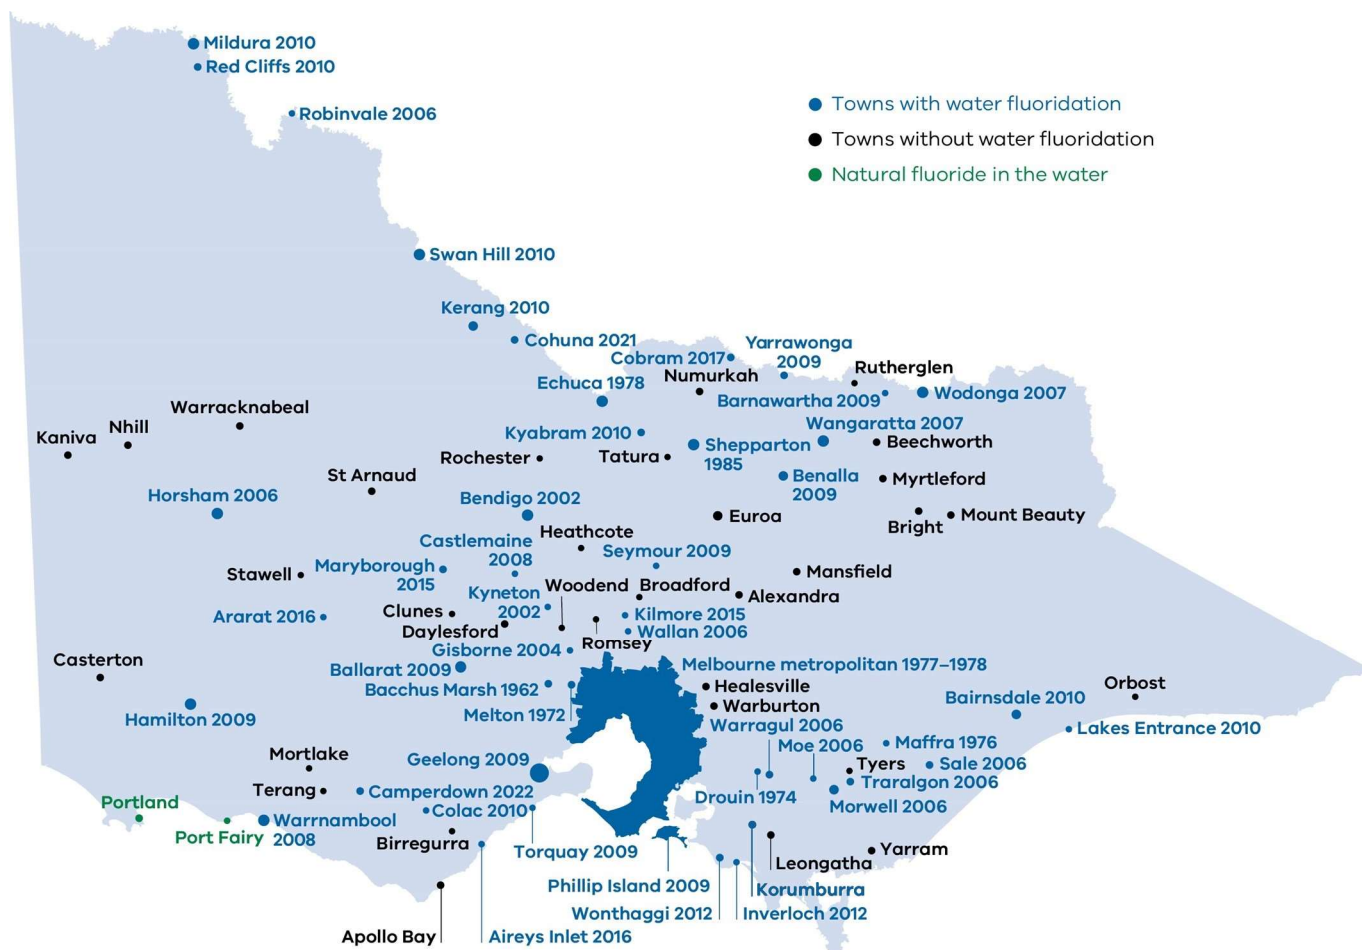 Mildura 2010
Red Cliffs 2010
Robinvale 2006
Towns with water fluoridation
Towns without water fluoridation
Natural fluoride in the water
Swan Hill 2010
Kerang 2010
Cohuna 2021
Cobram 2017
Yarrawonga
2009
Rutherglen
Numurkah
Echuca 1978
Barnawartha 2009
Wodonga 2007
Warracknabeal
Nhill
Kaniva
Wangaratta 2007
Kyabram 2010
Shepparton
1985
Beechworth
Rochester
Tatura
St Arnaud
Benalla
2009
Myrtleford
Horsham 2006
Bendigo 2002
Euroa
Bright
Mount Beauty
Heathcote
Castlemaine
2008
Seymour 2009
Maryborough
2015
Stawell
Mansfield
Woodend
Broadford
Alexandra
Kyneton
2002
Clunes
Ararat 2016
Kilmore 2015
Daylesford
Wallan 2006
Romsey
Gisborne 2004
Casterton
Ballarat 2009
Melbourne metropolitan 1977–1978
Bacchus Marsh 1962
Healesville
Orbost
Bairnsdale 2010
Warburton
Melton 1972
Hamilton 2009
Warragul 2006
Lakes Entrance 2010
Moe 2006
Maffra 1976
Mortlake
Geelong 2009
Tyers
Sale 2006
Traralgon 2006
Terang
Camperdown 2022
Drouin 1974
Morwell 2006
Portland
Colac 2010
Port Fairy
Warrnambool
2008
Birregurra
Torquay 2009
Yarram
Leongatha
Phillip Island 2009
Korumburra
Wonthaggi 2012
Inverloch 2012
Apollo Bay
Aireys Inlet 2016